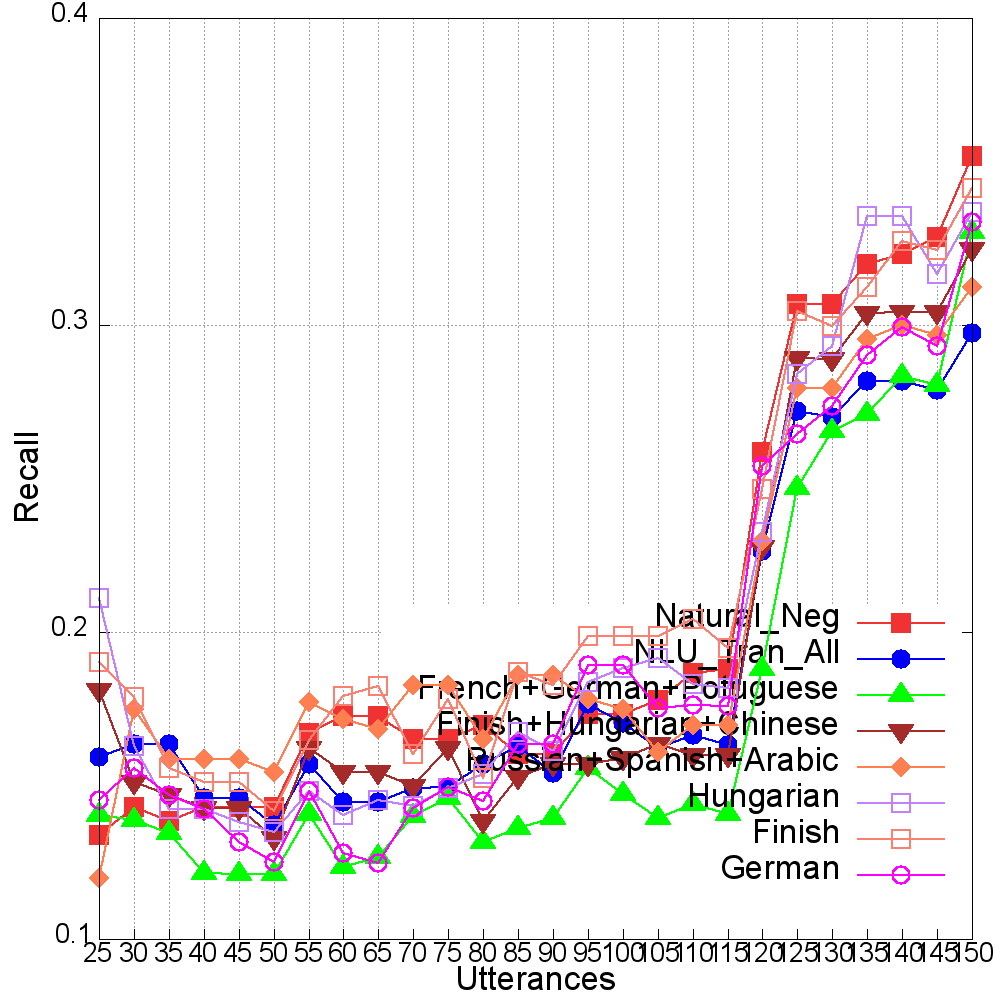 0.4
0.3
0.2
0.1
Recall
Natural_Neg
NLU_Tran_All
French+German+Potuguese
Finish+Hungarian+Chinese
Russian+Spanish+Arabic
Hungarian
Finish
German
25 30 35 40 45 50 55 60 65 70 75 80 85 90 95 100 105 110 115 120 125 130 135 140 145 150
Utterances